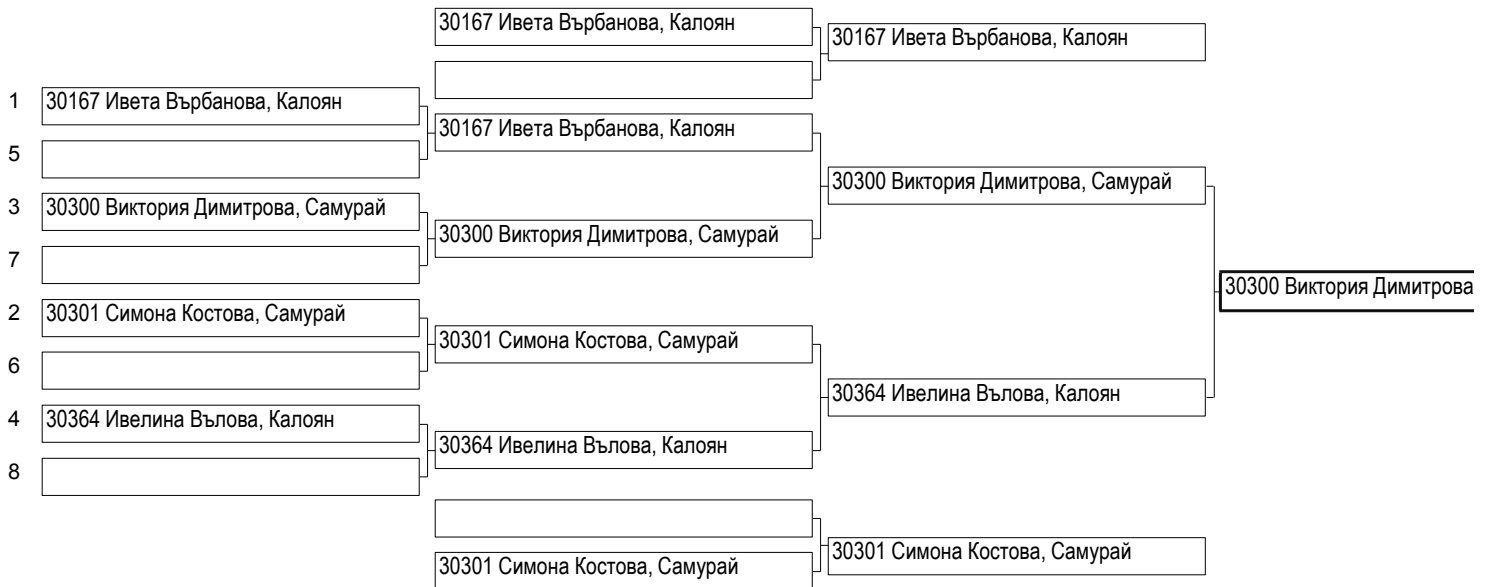 30167 Ивета Върбанова, Калоян
30167 Ивета Върбанова, Калоян
1 30167 Ивета Върбанова, Калоян
30167 Ивета Върбанова, Калоян
5
30300 Виктория Димитрова, Самурай
3 30300 Виктория Димитрова, Самурай
30300 Виктория Димитрова, Самурай
7
30300 Виктория Димитрова
2 30301 Симона Костова, Самурай
30301 Симона Костова, Самурай
6
30364 Ивелина Вълова, Калоян
4 30364 Ивелина Вълова, Калоян
30364 Ивелина Вълова, Калоян
8
30301 Симона Костова, Самурай
30301 Симона Костова, Самурай